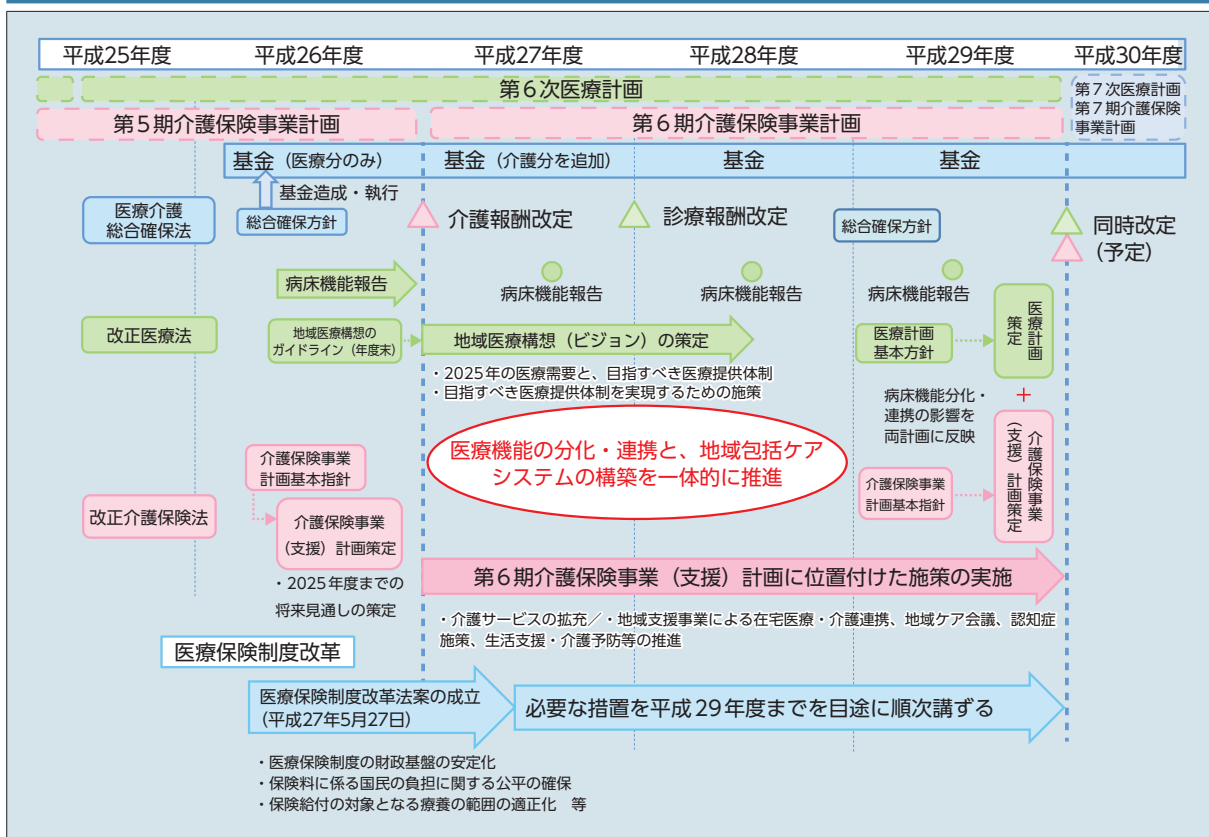 平成25年度 平成26年度 平成27年度 平成28年度 平成29年度 平成30年度
第6次医療計画
第7次医療計画
第7期介護保険
事業計画
第5期介護保険事業計画
第6期介護保険事業計画
基金（医療分のみ）
基金（介護分を追加）
基金
基金
基金造成・執行
医療介護
総合確保法
総合確保方針
介護報酬改定
診療報酬改定
総合確保方針
同時改定
（予定）
病床機能報告
病床機能報告
病床機能報告
病床機能報告
改正医療法
地域医療構想の
ガイドライン（年度末）
地域医療構想（ビジョン）の策定
医療計画
基本方針
医療計画
策定
・2025年の医療需要と、目指すべき医療提供体制
・目指すべき医療提供体制を実現するための施策
病床機能分化・
連携の影響を
両計画に反映
＋
医療機能の分化・連携と、地域包括ケア
システムの構築を一体的に推進
介護保険事業
計画基本指針
介護保険事業
計画基本指針
介護保険事業
（支援）計画策定
改正介護保険法
介護保険事業
（支援）計画策定
・2025年度までの
将来見通しの策定
第6期介護保険事業（支援）計画に位置付けた施策の実施
・介護サービスの拡充／・地域支援事業による在宅医療・介護連携、地域ケア会議、認知症
施策、生活支援・介護予防等の推進
医療保険制度改革
医療保険制度改革法案の成立
(平成27年5月27日)
必要な措置を平成29年度までを目途に順次講ずる
・医療保険制度の財政基盤の安定化
・保険料に係る国民の負担に関する公平の確保
・保険給付の対象となる療養の範囲の適正化　等